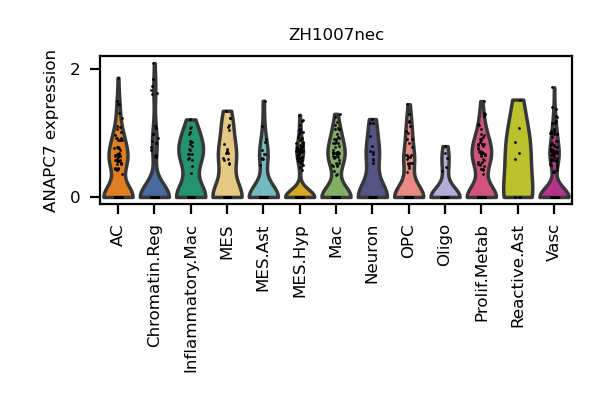 ZH1007nec
ANAPC7 expression
2
0
AC
Chromatin.Reg
Inflammatory.Mac
MES
MES.Ast
MES.Hyp
Mac
Neuron
OPC
Oligo
Prolif.Metab
Reactive.Ast
Vasc